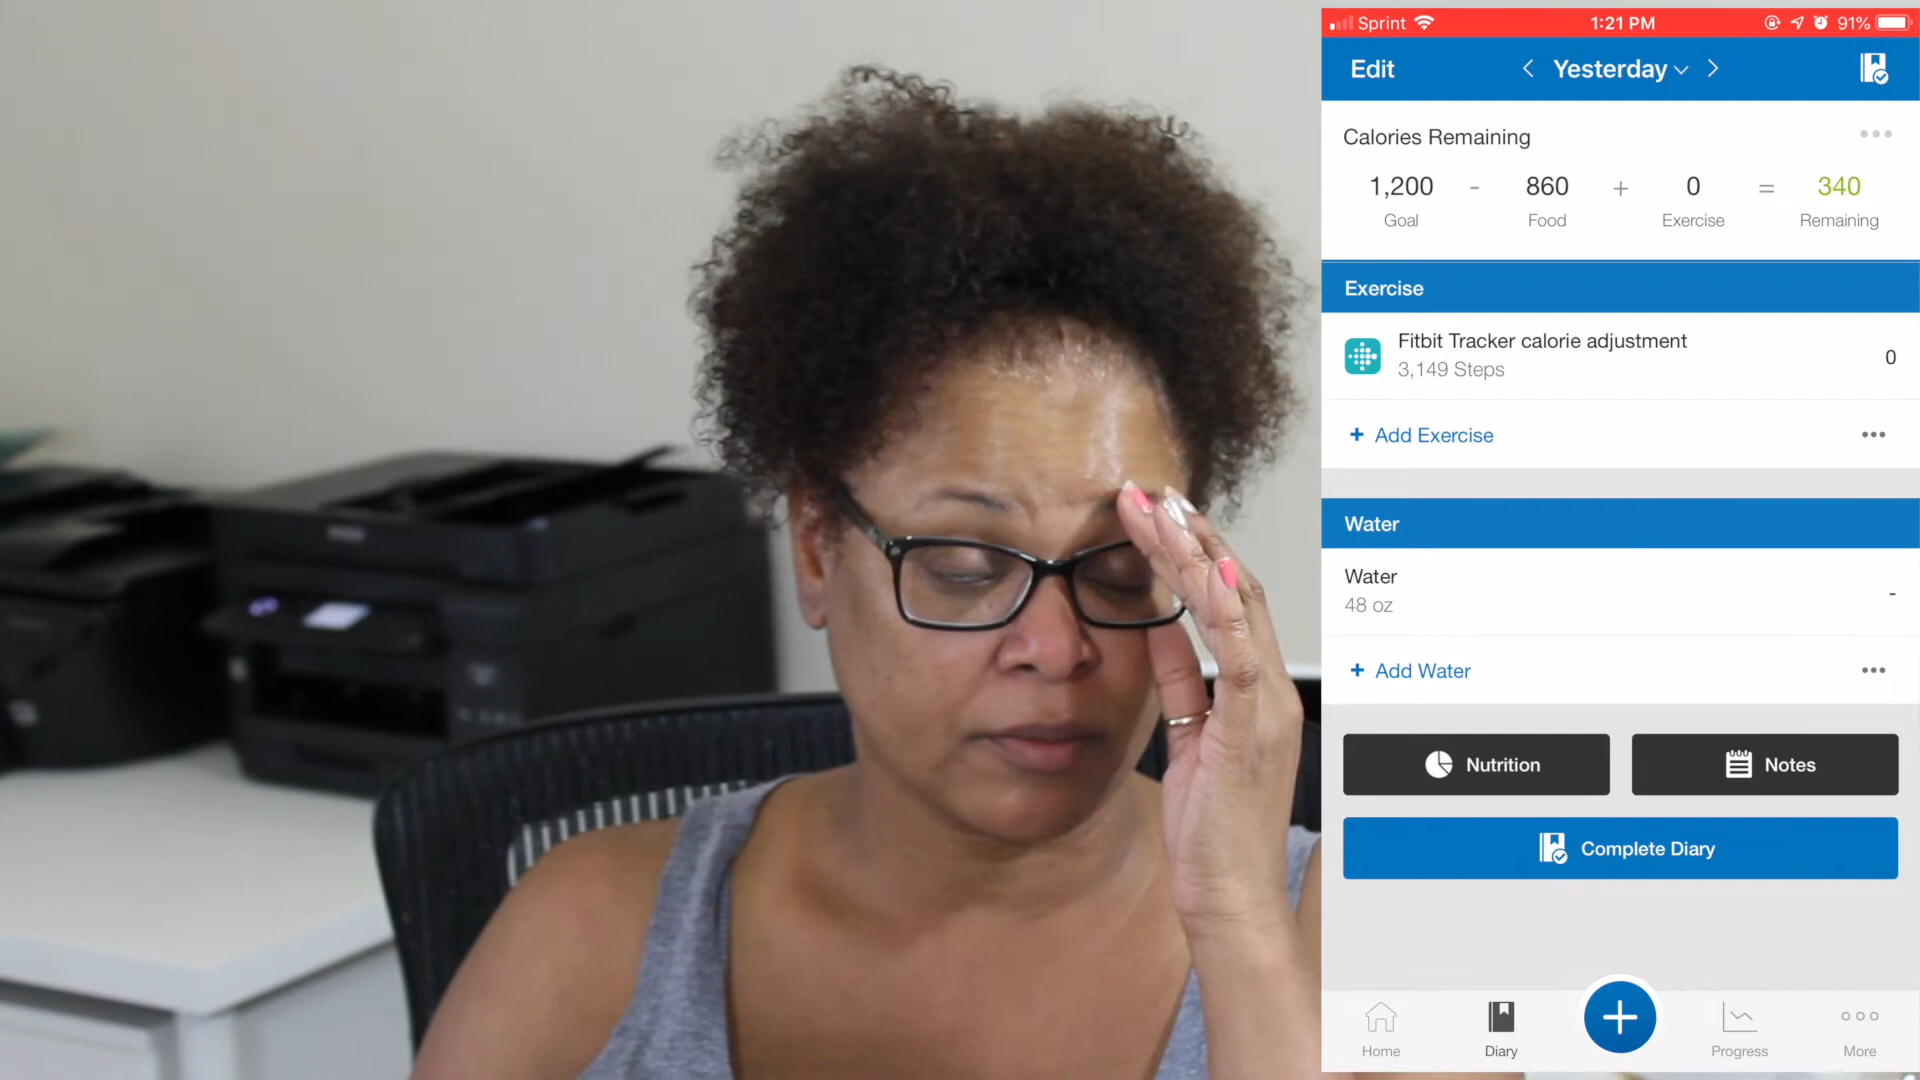 Sprint 1:21 PM 91%
Edit Yesterday
Calories Remaining
1,200 - 860 + 0 = 340
Goal Food Exercise Remaining
Exercise
Fitbit Tracker calorie adjustment
3,149 Steps
0
+ Add Exercise
Water
Water
48 oz
-
+ Add Water
Nutrition Notes
Complete Diary
Home Diary Progress More